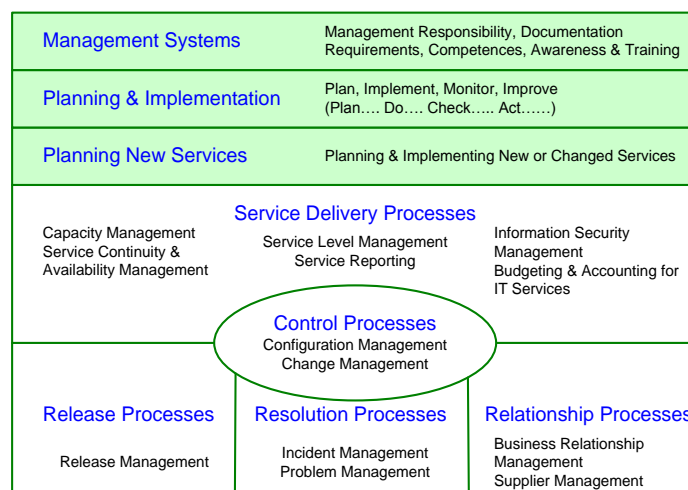 Management Systems
Management Responsibility, Documentation
Requirements, Competences, Awareness & Training
Planning & Implementation
Plan, Implement, Monitor, Improve
(Plan…. Do…. Check….. Act……)
Planning New Services
Planning & Implementing New or Changed Services
Service Delivery Processes
Capacity Management
Service Continuity &
Availability Management
Service Level Management
Service Reporting
Information Security
Management
Budgeting & Accounting for
IT Services
Control Processes
Configuration Management
Change Management
Release Processes
Release Management
Resolution Processes
Incident Management
Problem Management
Relationship Processes
Business Relationship
Management
Supplier Management